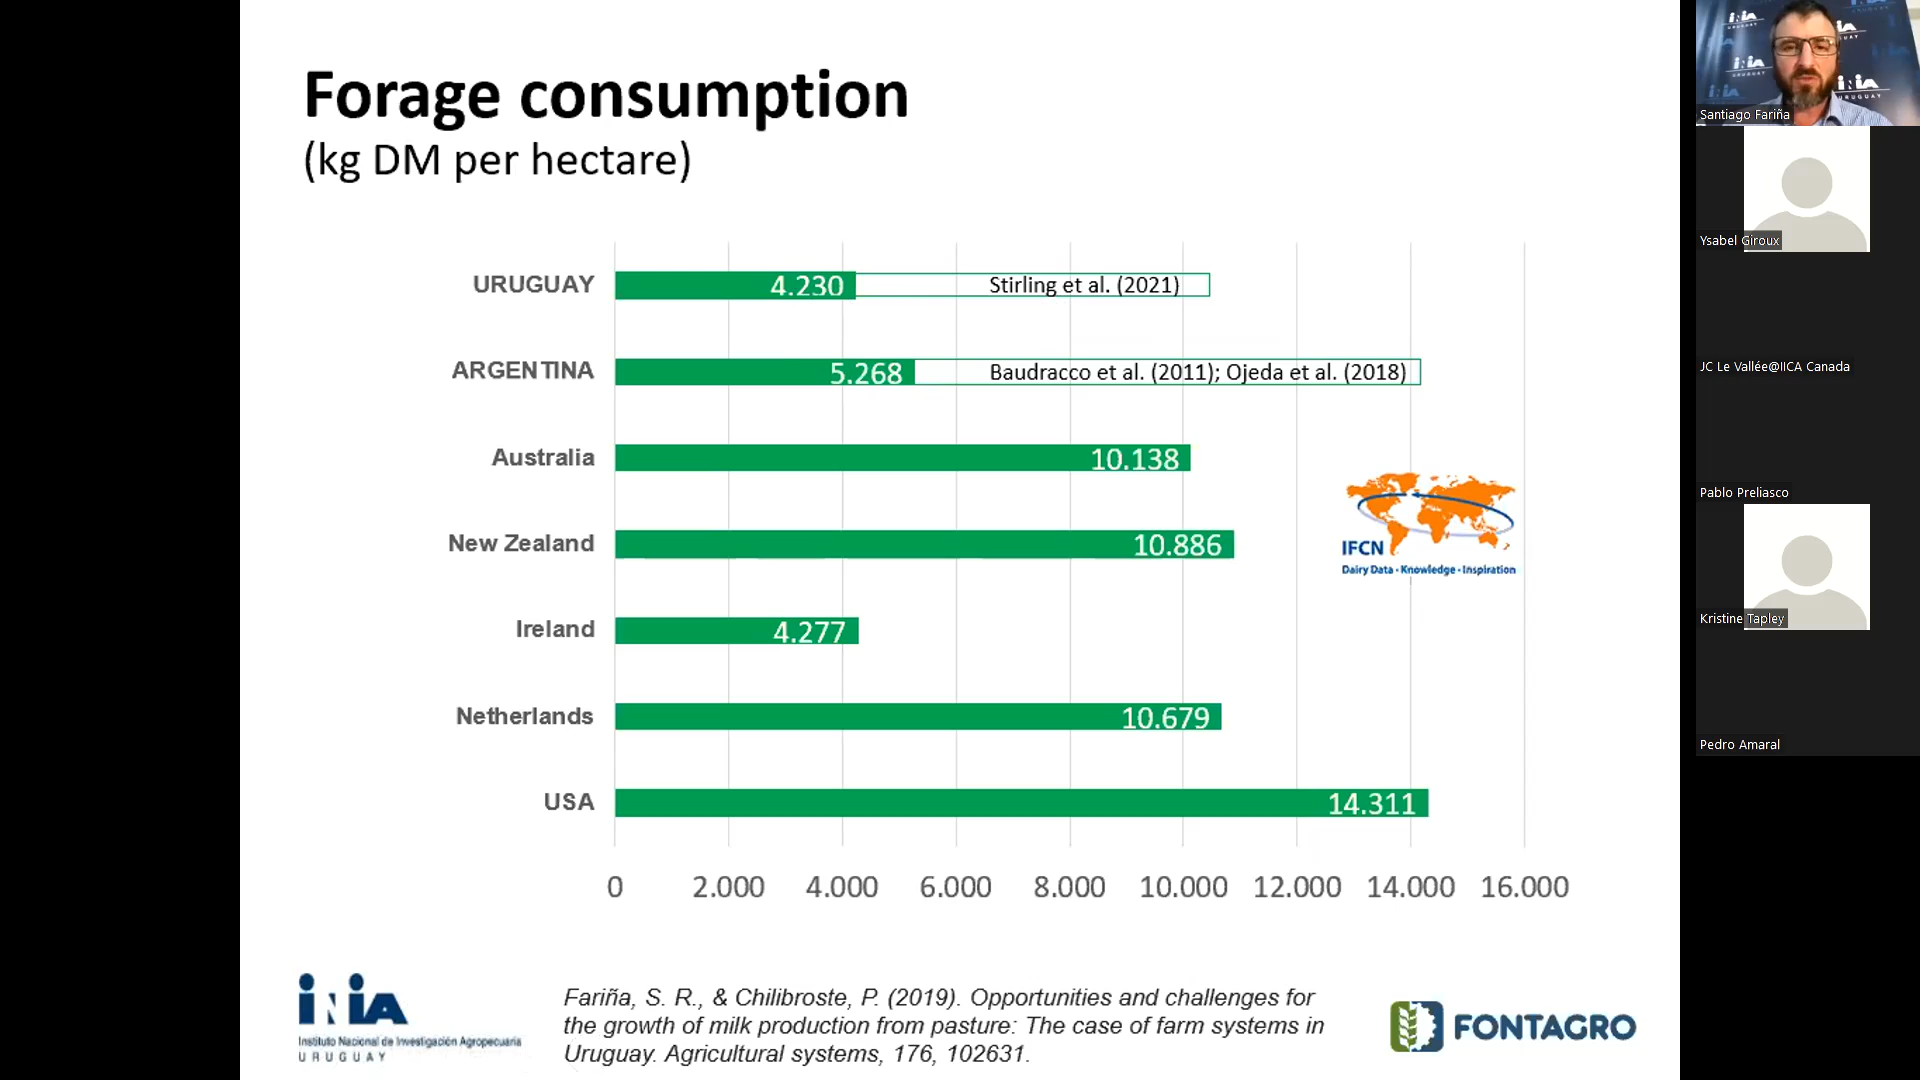 Forage consumption
(kg DM per hectare)
URUGUAY
4.230
Stirling et al. (2021)
ARGENTINA
5.268
Baudracco et al. (2011); Ojeda et al. (2018)
Australia
10.138
New Zealand
10.886
Ireland
4.277
Netherlands
10.679
USA
14.311
0 2.000 4.000 6.000 8.000 10.000 12.000 14.000 16.000
IFCN
Dairy Data - Knowledge - Inspiration
INIA
Instituto Nacional de Investigación Agropecuaria
URUGUAY
Fariña, S. R., & Chilibroste, P. (2019). Opportunities and challenges for
the growth of milk production from pasture: The case of farm systems in
Uruguay. Agricultural systems, 176, 102631.
FONTAGRO
Santiago Fariña
Ysabel Giroux
JC Le Vallée@IICA Canada
Pablo Preliasco
Kristine Tapley
Pedro Amaral